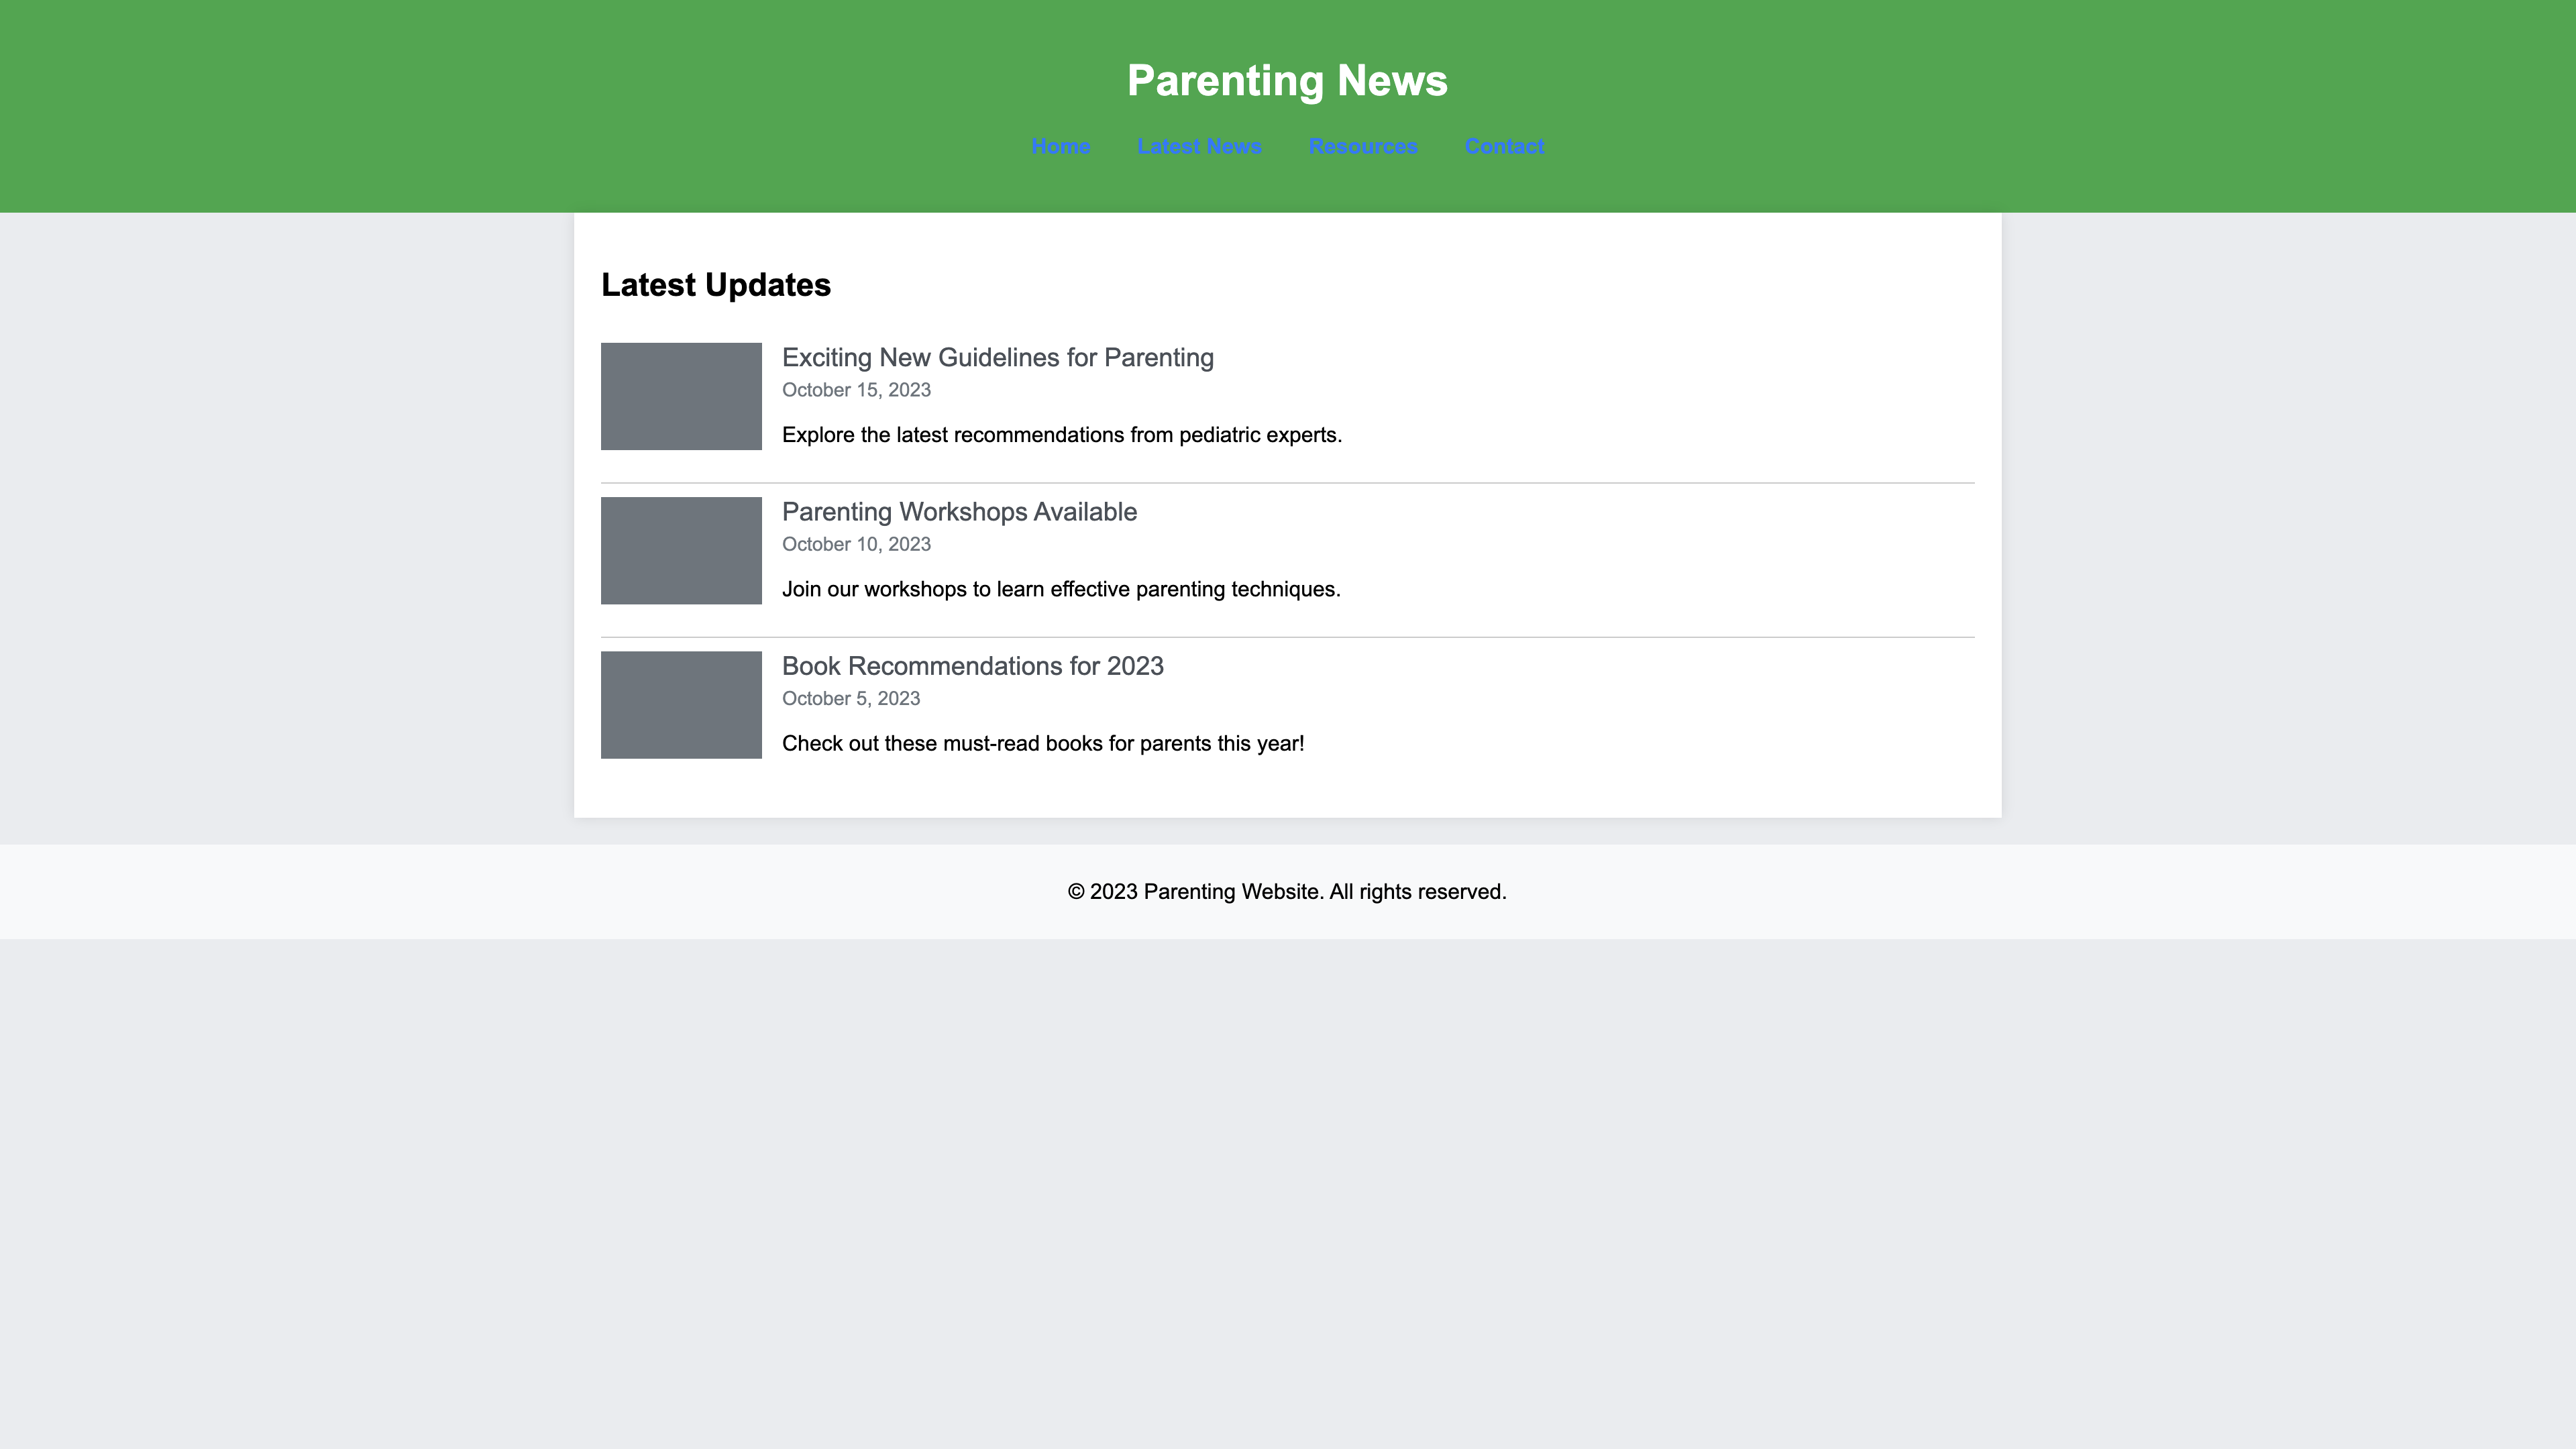 Parenting News
Home Latest News Resources Contact
Latest Updates
Exciting New Guidelines for Parenting
October 15, 2023
Explore the latest recommendations from pediatric experts.
Parenting Workshops Available
October 10, 2023
Join our workshops to learn effective parenting techniques.
Book Recommendations for 2023
October 5, 2023
Check out these must-read books for parents this year!
© 2023 Parenting Website. All rights reserved.